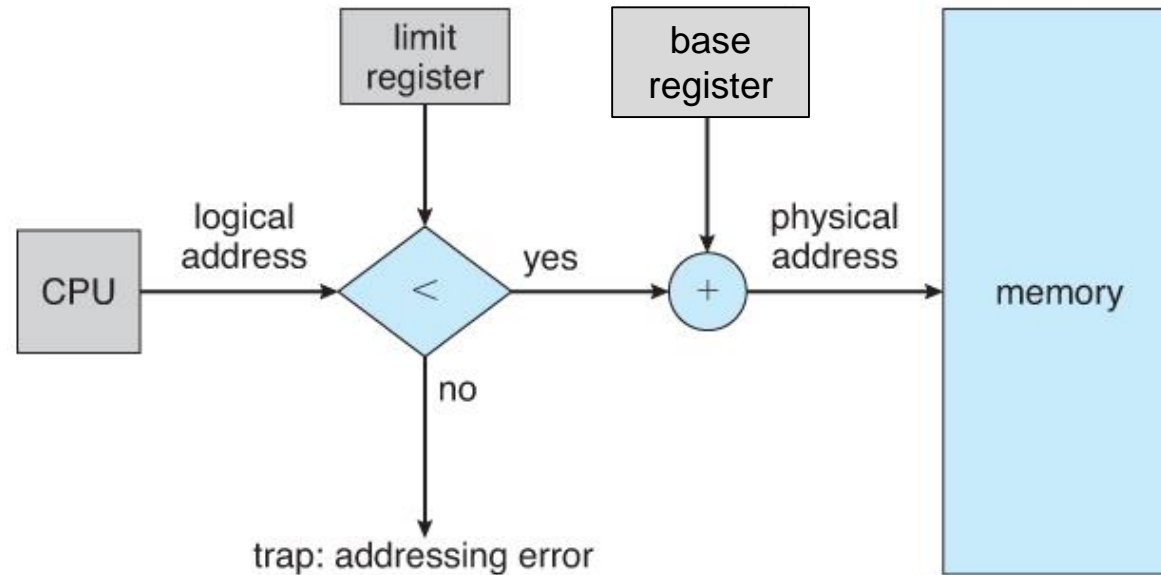 limit
register
base
register
logical
address
physical
address
CPU
<
yes
+
memory
no
trap: addressing error